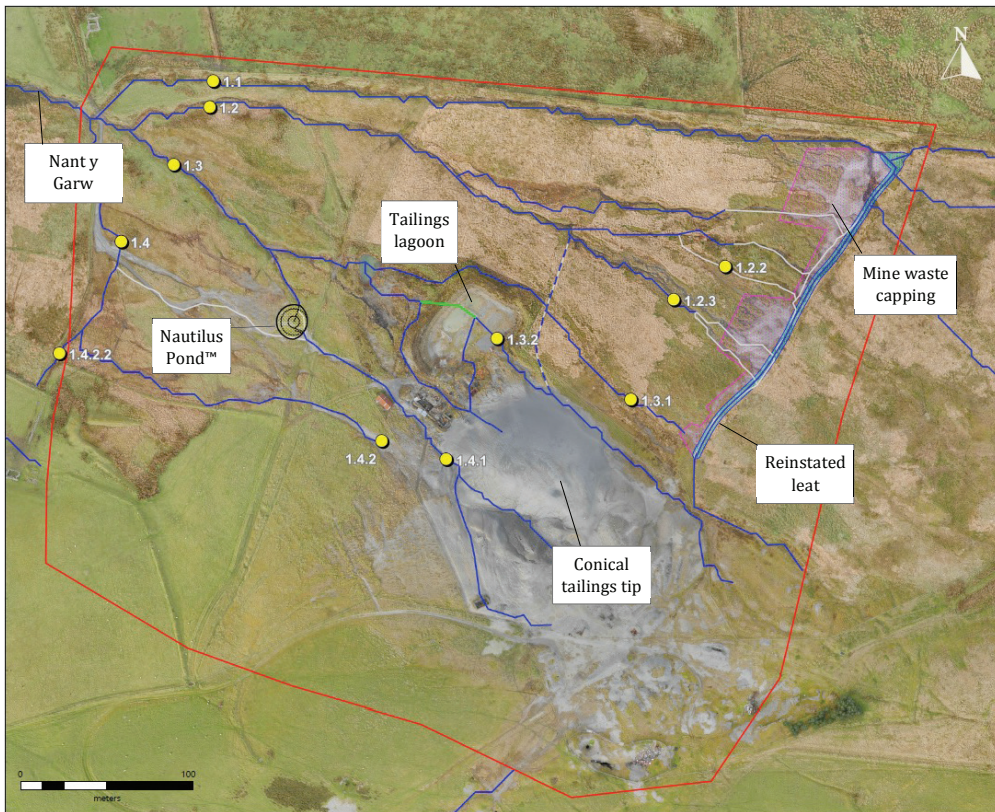 N
1.1
1.2
Nant y
Garw
1.3
Tailings
lagoon
1.4
1.2.2
Mine waste
capping
1.2.3
Nautilus
Pond™
1.3.2
1.4.2.2
1.3.1
1.4.2
1.4.1
Reinstated
leat
Conical
tailings tip
0
100
meters